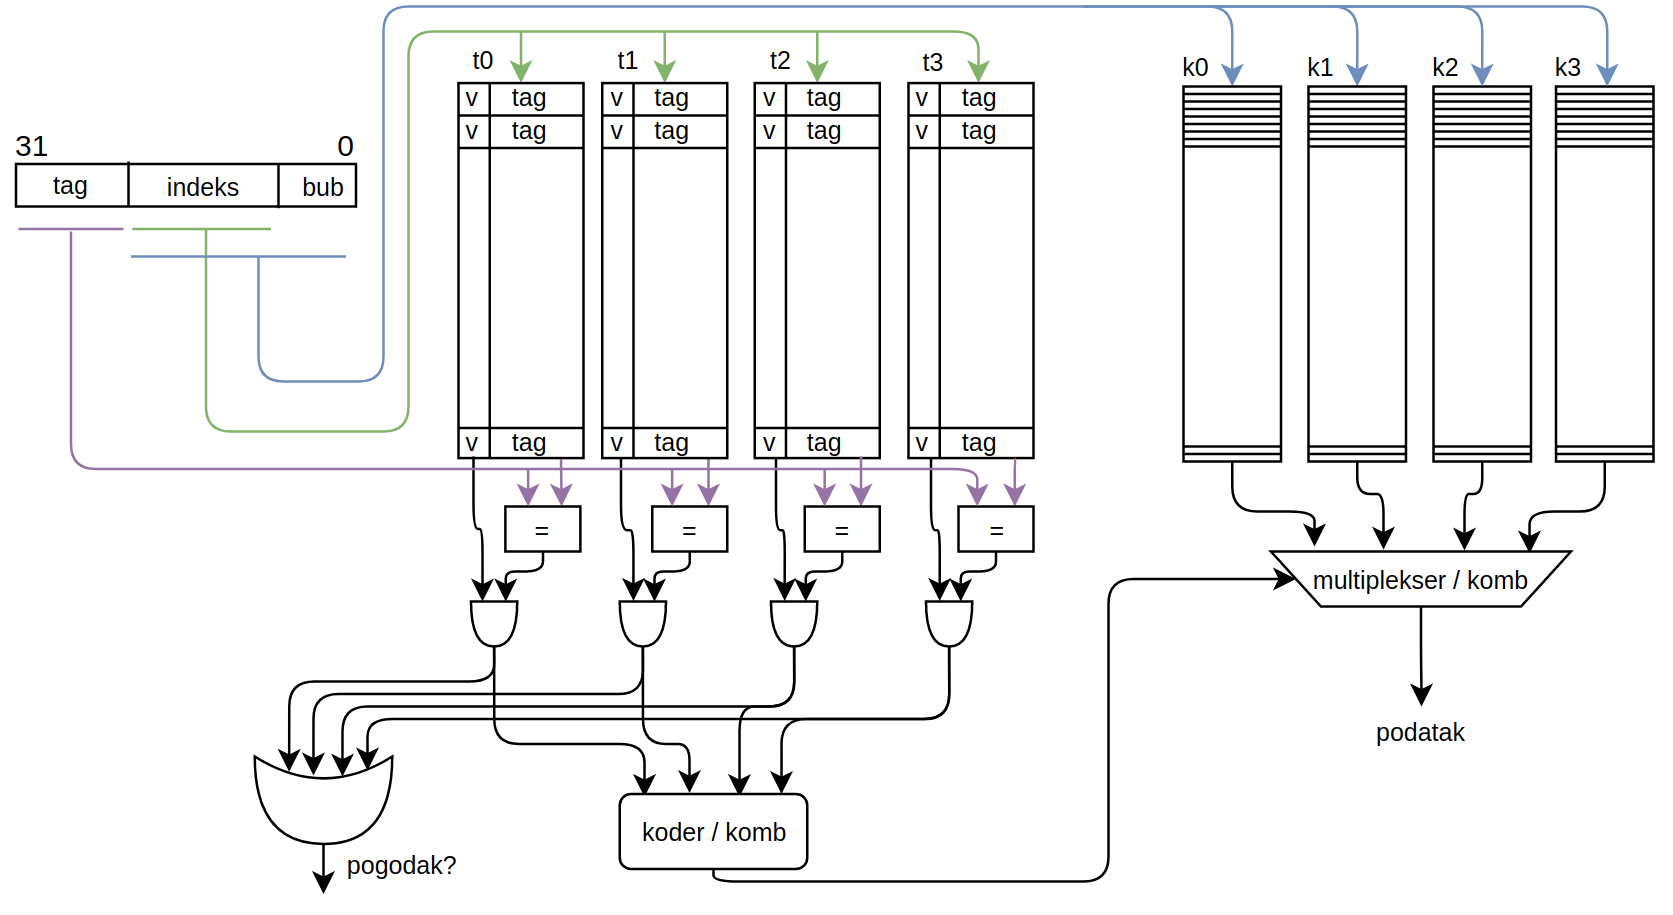 t0 t1 t2 t3 k0 k1 k2 k3
v tag v tag v tag v tag
v tag v tag v tag v tag
31 0
tag indeks bub
v tag v tag v tag v tag
= = = =
multiplekser / komb
podatak
koder / komb
pogodak?